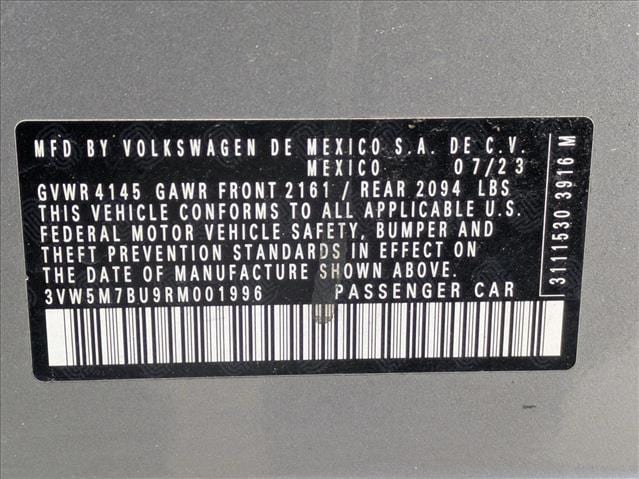 MFD BY VOLKSWAGEN DE MEXICO S.A. DE C.V.
MEXICO 07/23
GVWR 4145 GAWR FRONT 2161 / REAR 2094 LBS
THIS VEHICLE CONFORMS TO ALL APPLICABLE U.S.
FEDERAL MOTOR VEHICLE SAFETY, BUMPER AND
THEFT PREVENTION STANDARDS IN EFFECT ON
THE DATE OF MANUFACTURE SHOWN ABOVE.
3VW5M7BU9RM001996 PASSENGER CAR
3111530 3916 M